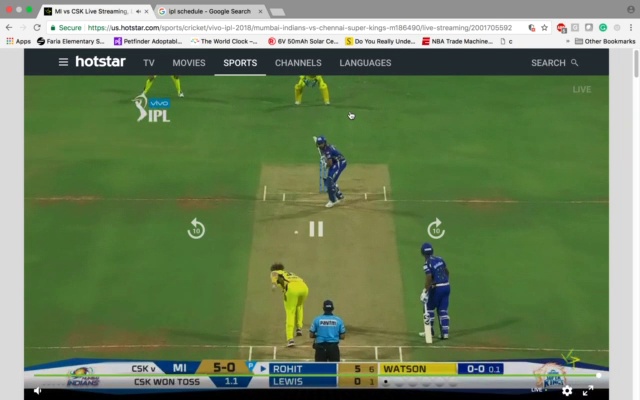 MI vs CSK Live Streaming,
ipl schedule - Google Search
Secure https://us.hotstar.com/sports/cricket/vivo-ipl-2018/mumbai-indians-vs-chennai-super-kings-m186490/live-streaming/2001705592
Apps Faria Elementary S... Petfinder Adoptabl... The World Clock –... 6V 50mAh Solar Ce... Do You Really Unde... NBA Trade Machine... c Other Bookmarks
hotstar TV MOVIES SPORTS CHANNELS LANGUAGES SEARCH
LIVE
vivo
IPL
10 10
PAYTM
CSK v MI 5-0 P ROHIT 5 6 WATSON 0-0 0.1
CSK WON TOSS 1.1 LEWIS 0 1
LIVE